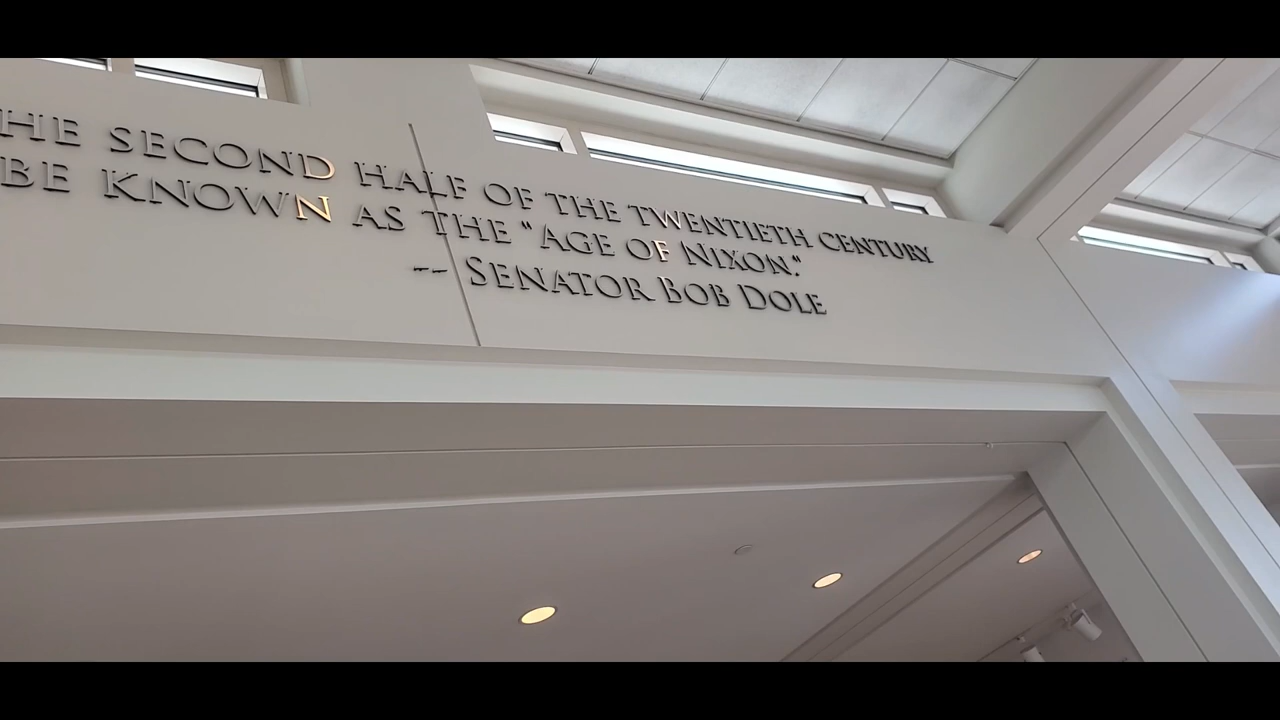 HE SECOND HALF OF THE TWENTIETH CENTURY
BE KNOWN AS THE "AGE OF NIXON."
-- SENATOR BOB DOLE